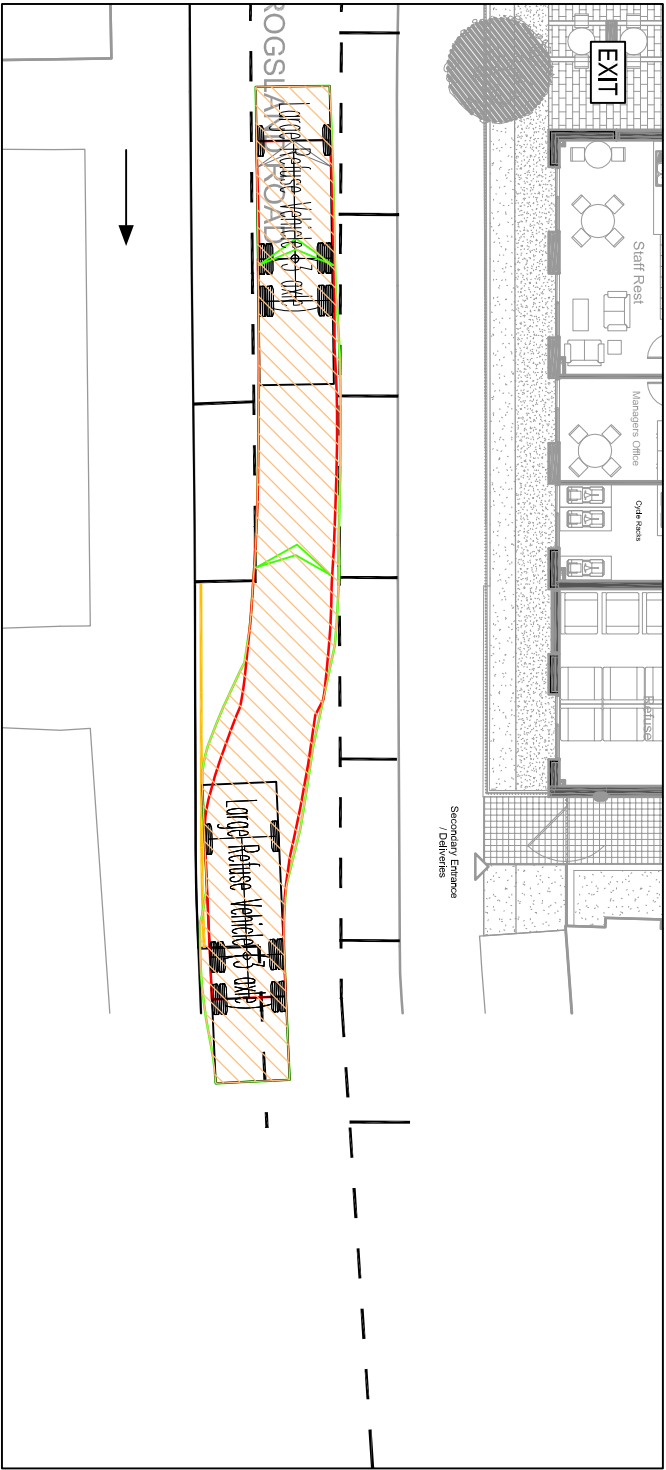 EXIT
ROGSLAND ROAD
Large Refuse Vehicle (3 axle)
Staff Rest
Managers Office
Cycle Racks
Refuse
Secondary Entrance
/ Deliveries
Large Refuse Vehicle (3 axle)